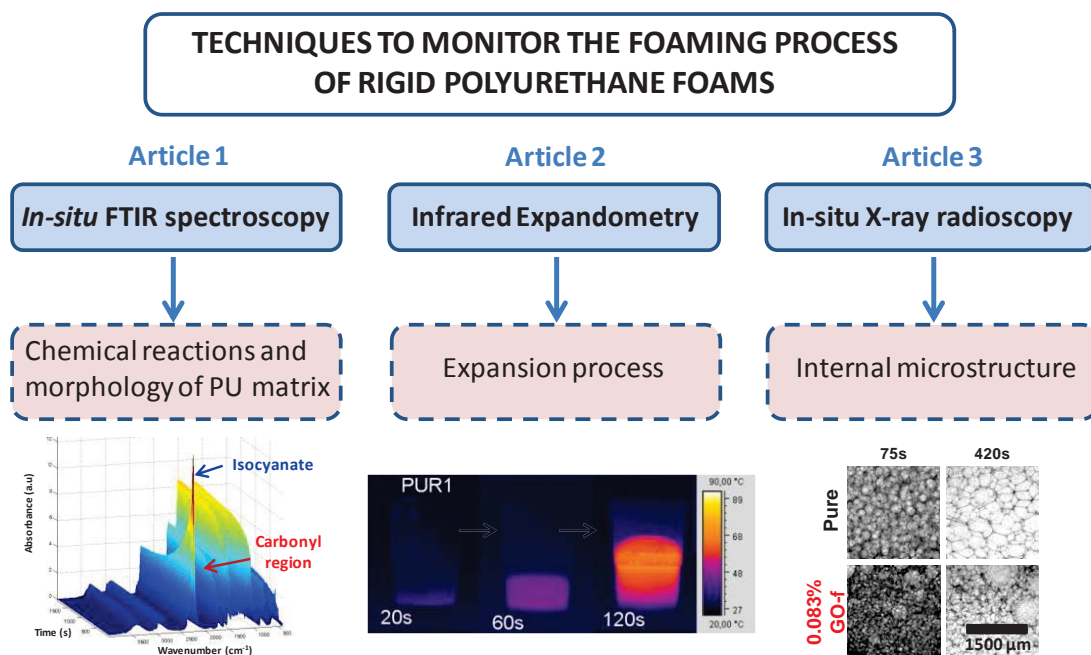 TECHNIQUES TO MONITOR THE FOAMING PROCESS
OF RIGID POLYURETHANE FOAMS
Article 1
In-situ FTIR spectroscopy
Chemical reactions and
morphology of PU matrix
Isocyanate
Carbonyl
region
Absorbance (a.u)
Time (s)
Wavenumber (cm⁻¹)
Article 2
Infrared Expandometry
Expansion process
PUR1
20s
60s
120s
90,00 °C
89
68
48
27
20,00 °C
Article 3
In-situ X-ray radioscopy
Internal microstructure
75s
420s
Pure
0.083%
GO-f
1500 µm